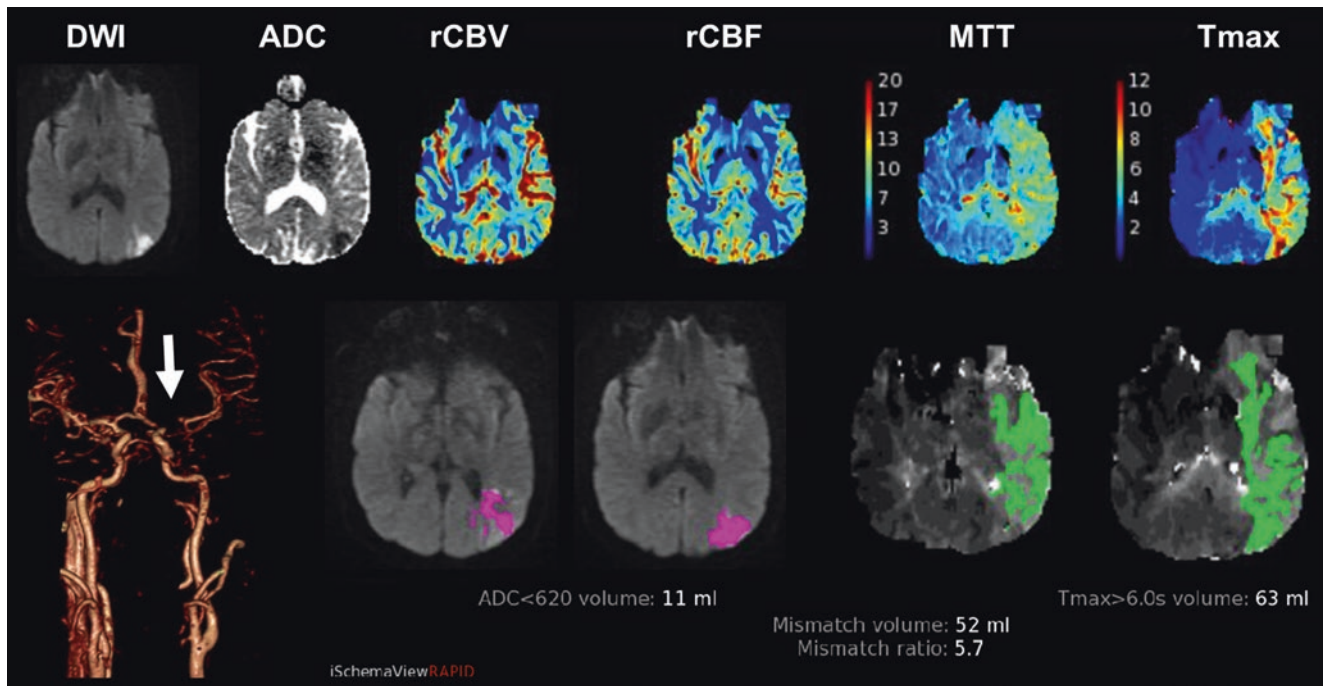 DWI ADC rCBV rCBF MTT Tmax
20
17
13
10
7
3
12
10
8
6
4
2
ADC<620 volume: 11 ml
Tmax>6.0s volume: 63 ml
Mismatch volume: 52 ml
Mismatch ratio: 5.7
iSchemaViewRAPID